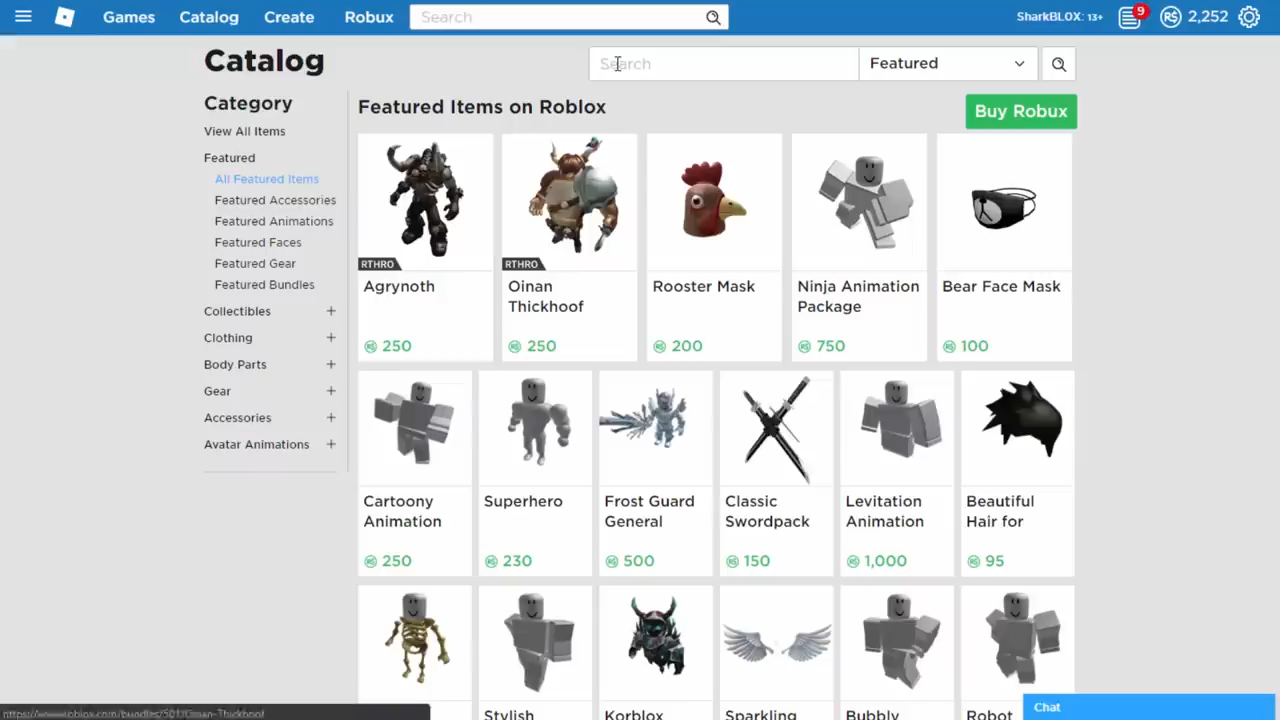 Games
Catalog
Create
Robux
Search
SharkBLOX: 13+
9
2,252
Catalog
Search
Featured
Category
View All Items
Featured
All Featured Items
Featured Accessories
Featured Animations
Featured Faces
Featured Gear
Featured Bundles
Collectibles +
Clothing +
Body Parts +
Gear +
Accessories +
Avatar Animations +
Featured Items on Roblox
Buy Robux
RTHRO
Agrynoth
250
RTHRO
Oinan
Thickhoof
250
Rooster Mask
200
Ninja Animation
Package
750
Bear Face Mask
100
Cartoony
Animation
250
Superhero
230
Frost Guard
General
500
Classic
Swordpack
150
Levitation
Animation
1,000
Beautiful
Hair for
95
Stylish
Korblox
Sparkling
Bubbly
Robot
Chat